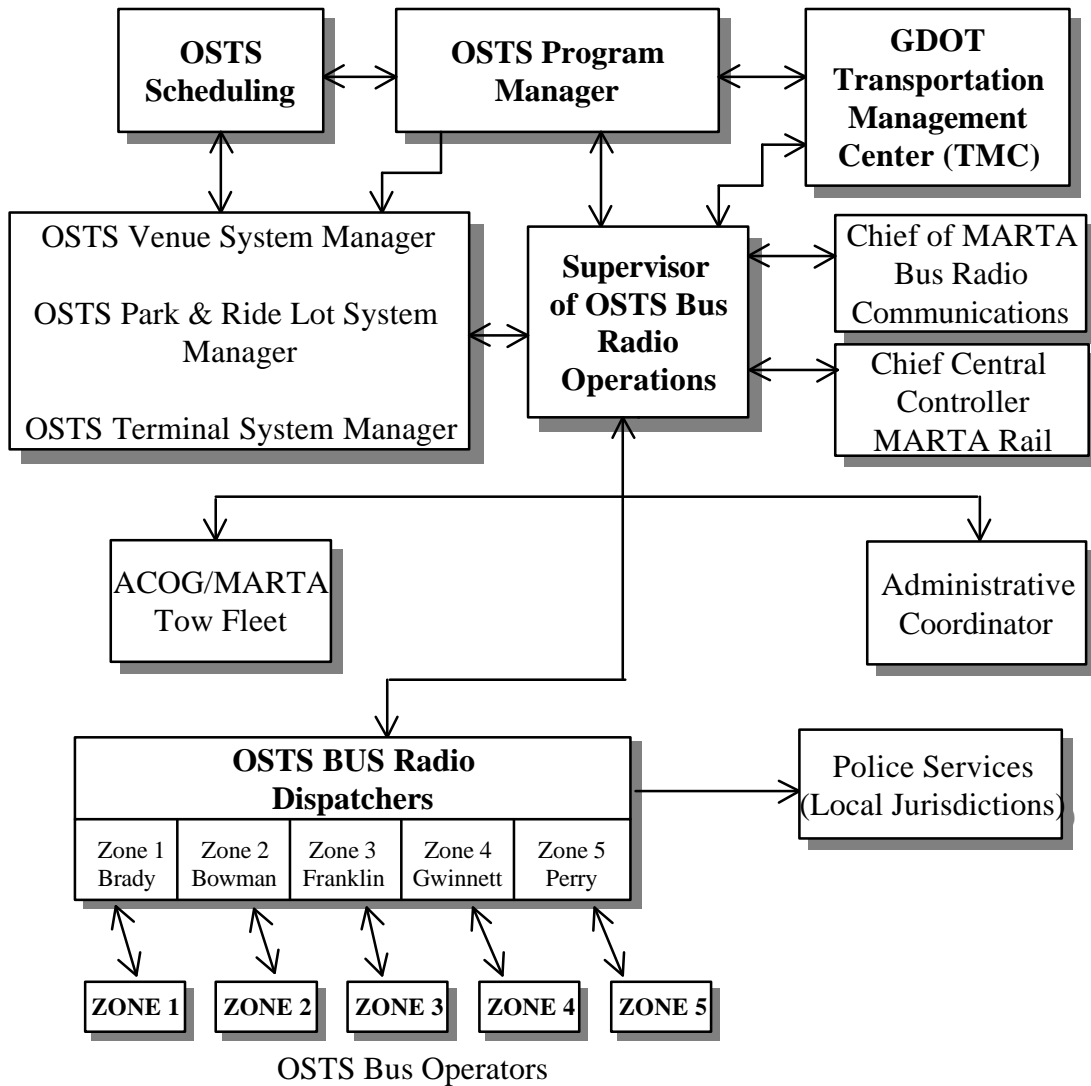 OSTS
Scheduling
OSTS Program
Manager
GDOT
Transportation
Management
Center (TMC)
OSTS Venue System Manager
OSTS Park & Ride Lot System
Manager
OSTS Terminal System Manager
Supervisor
of OSTS Bus
Radio
Operations
Chief of MARTA
Bus Radio
Communications
Chief Central
Controller
MARTA Rail
ACOG/MARTA
Tow Fleet
Administrative
Coordinator
OSTS BUS Radio
Dispatchers
Zone 1
Brady
Zone 2
Bowman
Zone 3
Franklin
Zone 4
Gwinnett
Zone 5
Perry
Police Services
(Local Jurisdictions)
ZONE 1
ZONE 2
ZONE 3
ZONE 4
ZONE 5
OSTS Bus Operators